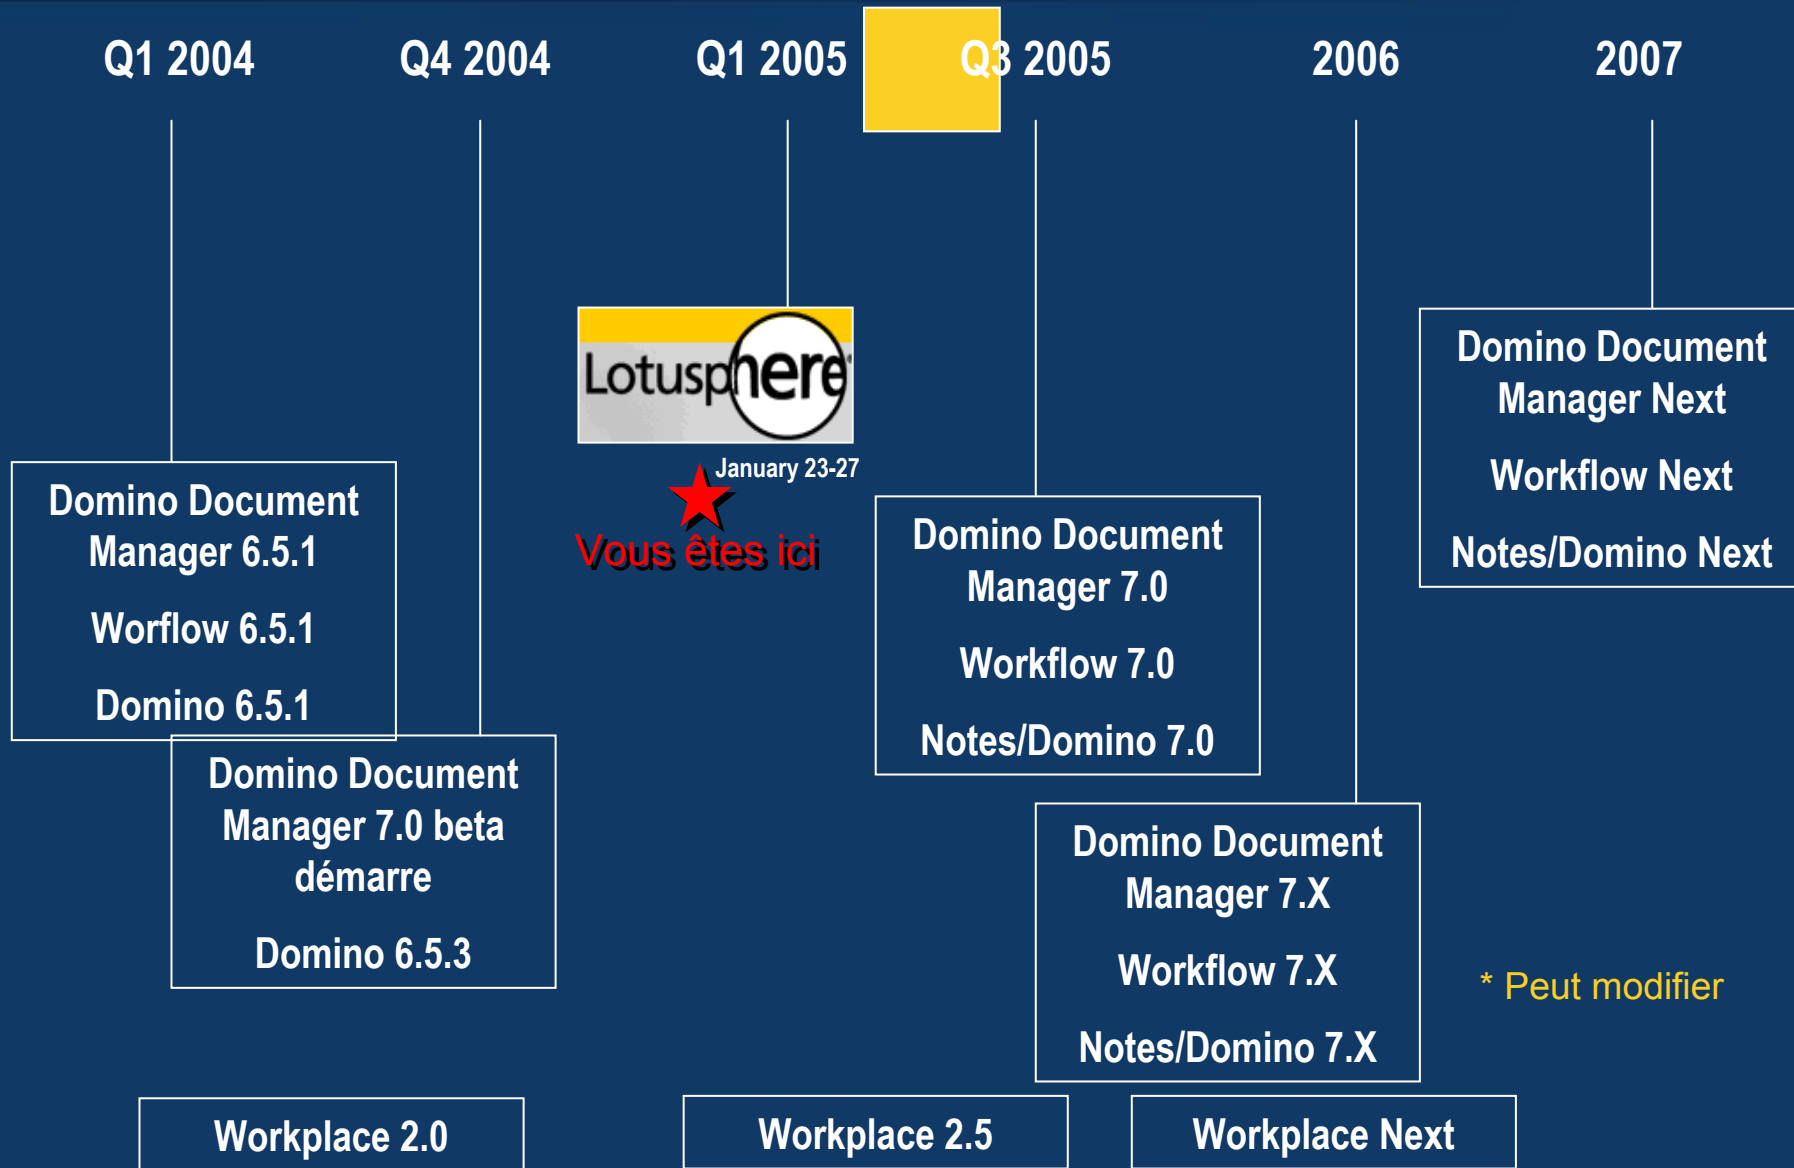 Q1 2004
Q4 2004
Q1 2005
Q3 2005
2006
2007
Lotusphere
January 23-27
Vous êtes ici
Domino Document
Manager 6.5.1
Worflow 6.5.1
Domino 6.5.1
Domino Document
Manager 7.0 beta
démarre
Domino 6.5.3
Domino Document
Manager 7.0
Workflow 7.0
Notes/Domino 7.0
Domino Document
Manager 7.X
Workflow 7.X
Notes/Domino 7.X
Domino Document
Manager Next
Workflow Next
Notes/Domino Next
* Peut modifier
Workplace 2.0
Workplace 2.5
Workplace Next